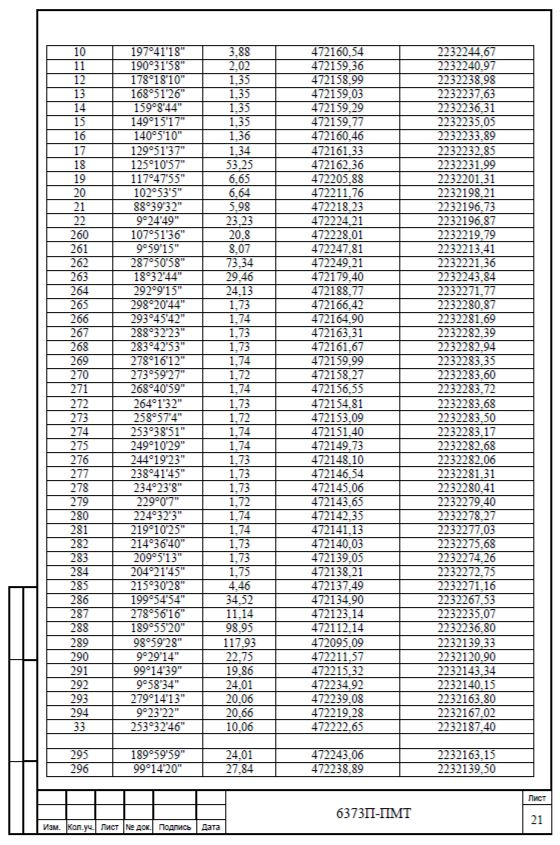 10 197°41'18" 3,88 472160,54 2232244,67
11 190°31'58" 2,02 472159,36 2232240,97
12 178°18'10" 1,35 472158,99 2232238,98
13 168°51'26" 1,35 472159,03 2232237,63
14 159°8'44" 1,35 472159,29 2232236,31
15 149°15'17" 1,35 472159,77 2232235,05
16 140°5'10" 1,36 472160,46 2232233,89
17 129°51'37" 1,34 472161,33 2232232,85
18 125°10'57" 53,25 472162,36 2232231,99
19 117°47'55" 6,65 472205,88 2232201,31
20 102°53'5" 6,64 472211,76 2232198,21
21 88°39'32" 5,98 472218,23 2232196,73
22 9°24'49" 23,23 472224,21 2232196,87
260 107°51'36" 20,8 472228,01 2232219,79
261 9°59'15" 8,07 472247,81 2232213,41
262 287°50'58" 73,34 472249,21 2232221,36
263 18°32'44" 29,46 472179,40 2232243,84
264 292°9'15" 24,13 472188,77 2232271,77
265 298°20'44" 1,73 472166,42 2232280,87
266 293°45'42" 1,74 472164,90 2232281,69
267 288°32'23" 1,73 472163,31 2232282,39
268 283°42'53" 1,73 472161,67 2232282,94
269 278°16'12" 1,74 472159,99 2232283,35
270 273°59'27" 1,72 472158,27 2232283,60
271 268°40'59" 1,74 472156,55 2232283,72
272 264°1'32" 1,73 472154,81 2232283,68
273 258°57'4" 1,72 472153,09 2232283,50
274 253°38'51" 1,74 472151,40 2232283,17
275 249°10'29" 1,74 472149,73 2232282,68
276 244°19'23" 1,73 472148,10 2232282,06
277 238°41'45" 1,73 472146,54 2232281,31
278 234°23'8" 1,73 472145,06 2232280,41
279 229°0'7" 1,72 472143,65 2232279,40
280 224°32'3" 1,74 472142,35 2232278,27
281 219°10'25" 1,74 472141,13 2232277,03
282 214°36'40" 1,73 472140,03 2232275,68
283 209°5'13" 1,73 472139,05 2232274,26
284 204°21'45" 1,75 472138,21 2232272,75
285 215°30'28" 4,46 472137,49 2232271,16
286 199°54'54" 34,52 472134,90 2232267,53
287 278°56'16" 11,14 472123,14 2232235,07
288 189°55'20" 98,95 472112,14 2232236,80
289 98°59'28" 117,93 472095,09 2232139,33
290 9°29'14" 22,75 472211,57 2232120,90
291 99°14'39" 19,86 472215,32 2232143,34
292 9°58'34" 24,01 472234,92 2232140,15
293 279°14'13" 20,06 472239,08 2232163,80
294 9°23'22" 20,66 472219,28 2232167,02
33 253°32'46" 10,06 472222,65 2232187,40
295 189°59'59" 24,01 472243,06 2232163,15
296 99°14'20" 27,84 472238,89 2232139,50
6373П-ПМТ
Лист
21
Изм. Кол.уч. Лист № док. Подпись Дата